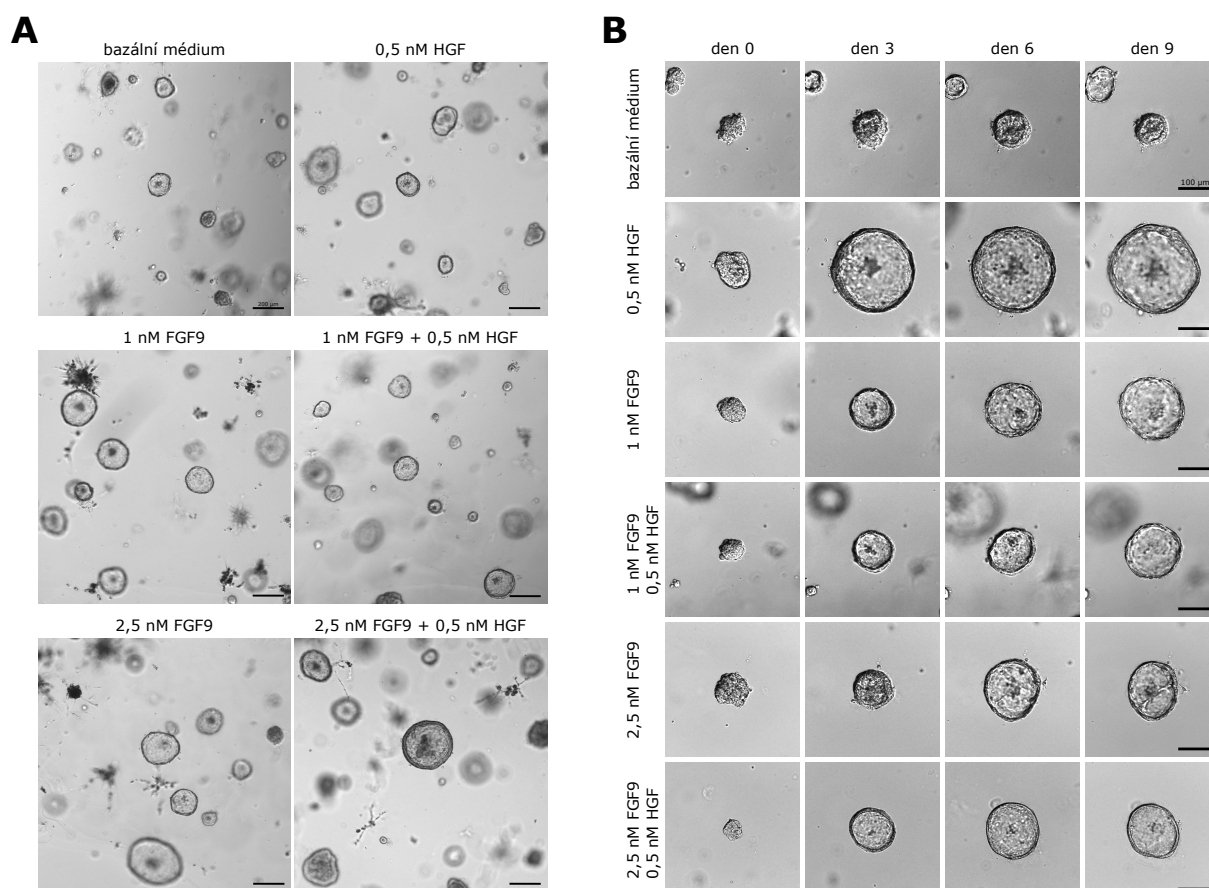 A
bazální médium
0,5 nM HGF
200 μm
1 nM FGF9
1 nM FGF9 + 0,5 nM HGF
2,5 nM FGF9
2,5 nM FGF9 + 0,5 nM HGF
B
den 0
den 3
den 6
den 9
bazální médium
100 μm
0,5 nM HGF
1 nM FGF9
1 nM FGF9
0,5 nM HGF
2,5 nM FGF9
2,5 nM FGF9
0,5 nM HGF